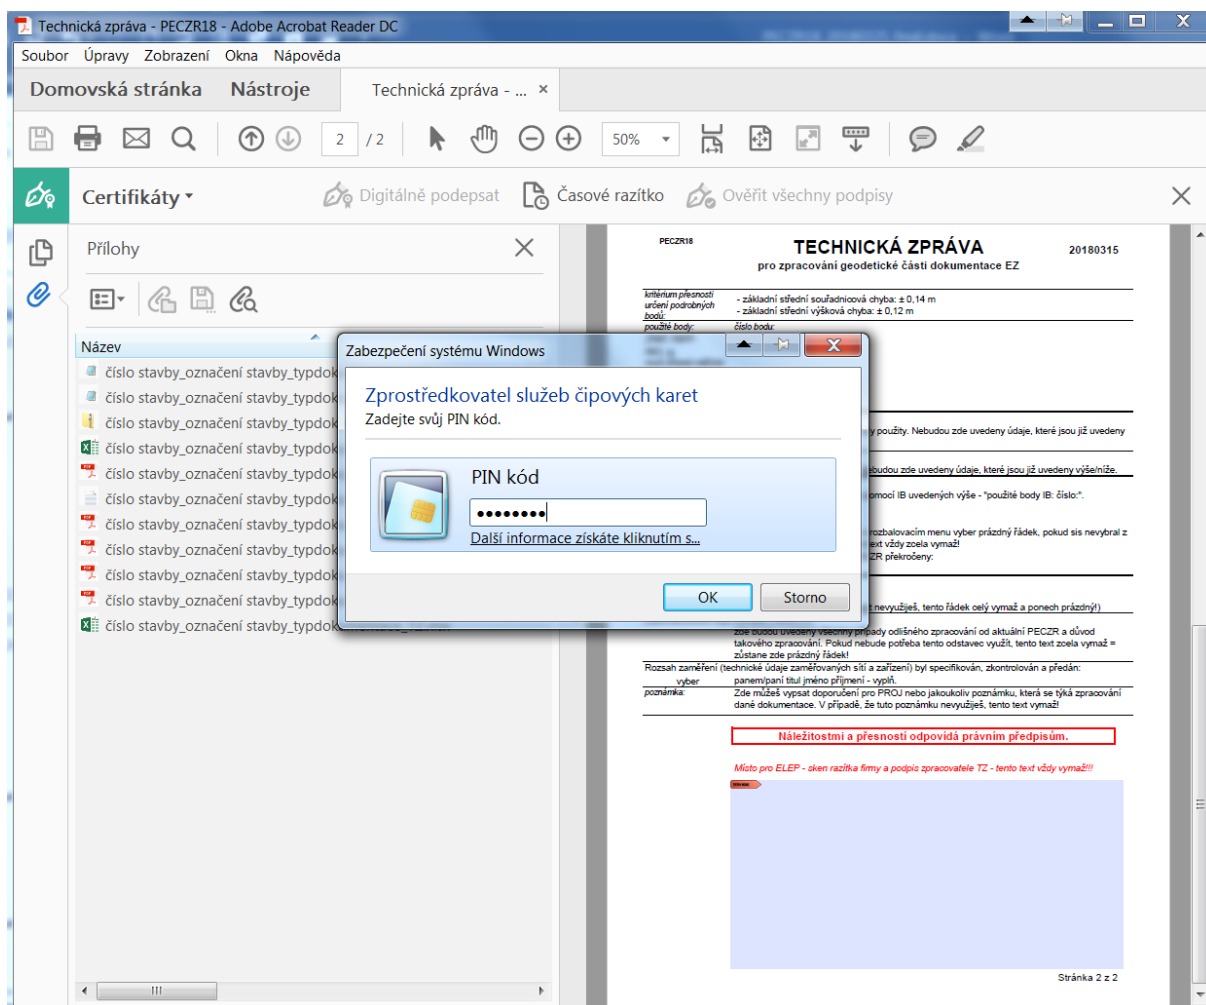 Technická zpráva - PECZR18 - Adobe Acrobat Reader DC
Soubor Úpravy Zobrazení Okna Nápověda
Domovská stránka Nástroje Technická zpráva - ... ×
2 / 2 50%
Certifikáty Digitálně podepsat Časové razítko Ověřit všechny podpisy
Přílohy
Název
číslo stavby_označení stavby_typdok
číslo stavby_označení stavby_typdok
číslo stavby_označení stavby_typdok
číslo stavby_označení stavby_typdok
číslo stavby_označení stavby_typdok
číslo stavby_označení stavby_typdok
číslo stavby_označení stavby_typdok
číslo stavby_označení stavby_typdok
číslo stavby_označení stavby_typdok
číslo stavby_označení stavby_typdok
číslo stavby_označení stavby_typdok
Zabezpečení systému Windows
Zprostředkovatel služeb čipových karet
Zadejte svůj PIN kód.
PIN kód
Další informace získáte kliknutím s...
OK Storno
PECZR18 TECHNICKÁ ZPRÁVA 20180315
pro zpracování geodetické části dokumentace EZ
kritérium přesnosti
určení podrobných
bodů:
- základní střední souřadnicová chyba: ± 0,14 m
- základní střední výšková chyba: ± 0,12 m
použité body: číslo bodu:
y použity. Nebudou zde uvedeny údaje, které jsou již uvedeny
ebudou zde uvedeny údaje, které jsou již uvedeny výše/níže.
omocí IB uvedených výše - "použité body IB: číslo:".
rozbalovacím menu vyber prázdný řádek, pokud sis nevybral z
ext vždy zcela vymaž!
ZR překročeny:
t nevyužiješ, tento řádek celý vymaž a ponech prázdný!)
zde budou uvedeny všechny případy odlišného zpracování od aktuální PECZR a důvod
takového zpracování. Pokud nebude potřeba tento odstavec využít, tento text zcela vymaž =
zůstane zde prázdný řádek!
Rozsah zaměření (technické údaje zaměřovaných sítí a zařízení) byl specifikován, zkontrolován a předán:
vyber panem/paní titul jméno příjmení - vyplň.
poznámka: Zde můžeš vypsat doporučení pro PROJ nebo jakoukoliv poznámku, která se týká zpracování
dané dokumentace. V případě, že tuto poznámku nevyužiješ, tento text vymaž!
Náležitostmi a přesností odpovídá právním předpisům.
Místo pro ELEP - sken razítka firmy a podpis zpracovatele TZ - tento text vždy vymaž!!!
Stránka 2 z 2